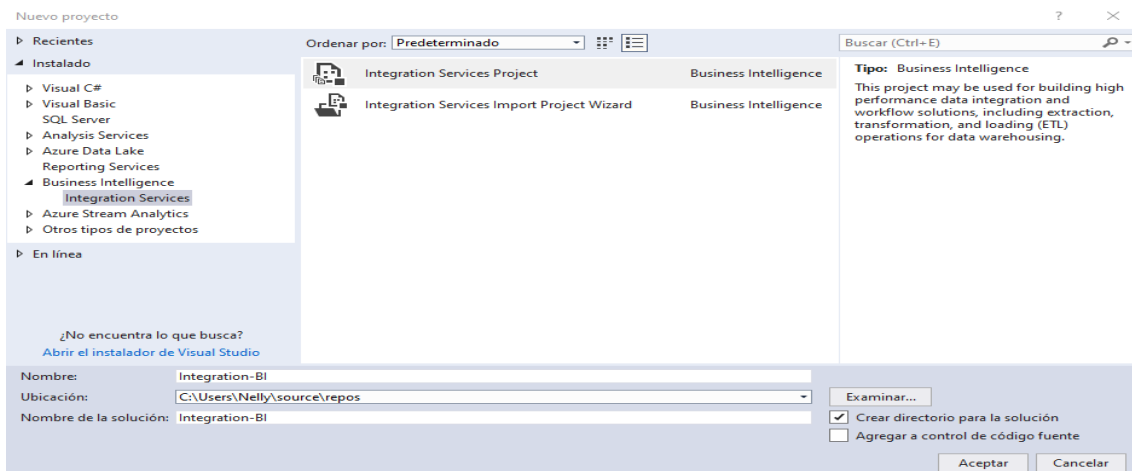 Nuevo proyecto ?
Recientes
Instalado
Visual C#
Visual Basic
SQL Server
Analysis Services
Azure Data Lake
Reporting Services
Business Intelligence
Integration Services
Azure Stream Analytics
Otros tipos de proyectos
En línea
¿No encuentra lo que busca?
Abrir el instalador de Visual Studio
Ordenar por: Predeterminado
Integration Services Project Business Intelligence
Integration Services Import Project Wizard Business Intelligence
Buscar (Ctrl+E)
Tipo: Business Intelligence
This project may be used for building high
performance data integration and
workflow solutions, including extraction,
transformation, and loading (ETL)
operations for data warehousing.
Nombre: Integration-BI
Ubicación: C:\Users\Nelly\source\repos Examinar...
Nombre de la solución: Integration-BI
Crear directorio para la solución
Agregar a control de código fuente
Aceptar Cancelar